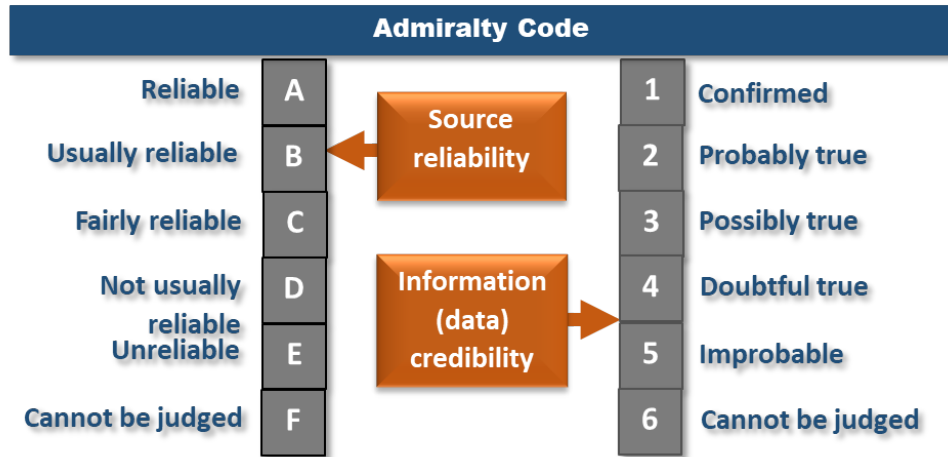 Admiralty Code
Reliable A
Usually reliable B
Fairly reliable C
Not usually
reliable D
Unreliable E
Cannot be judged F
Source
reliability
Information
(data)
credibility
1 Confirmed
2 Probably true
3 Possibly true
4 Doubtful true
5 Improbable
6 Cannot be judged